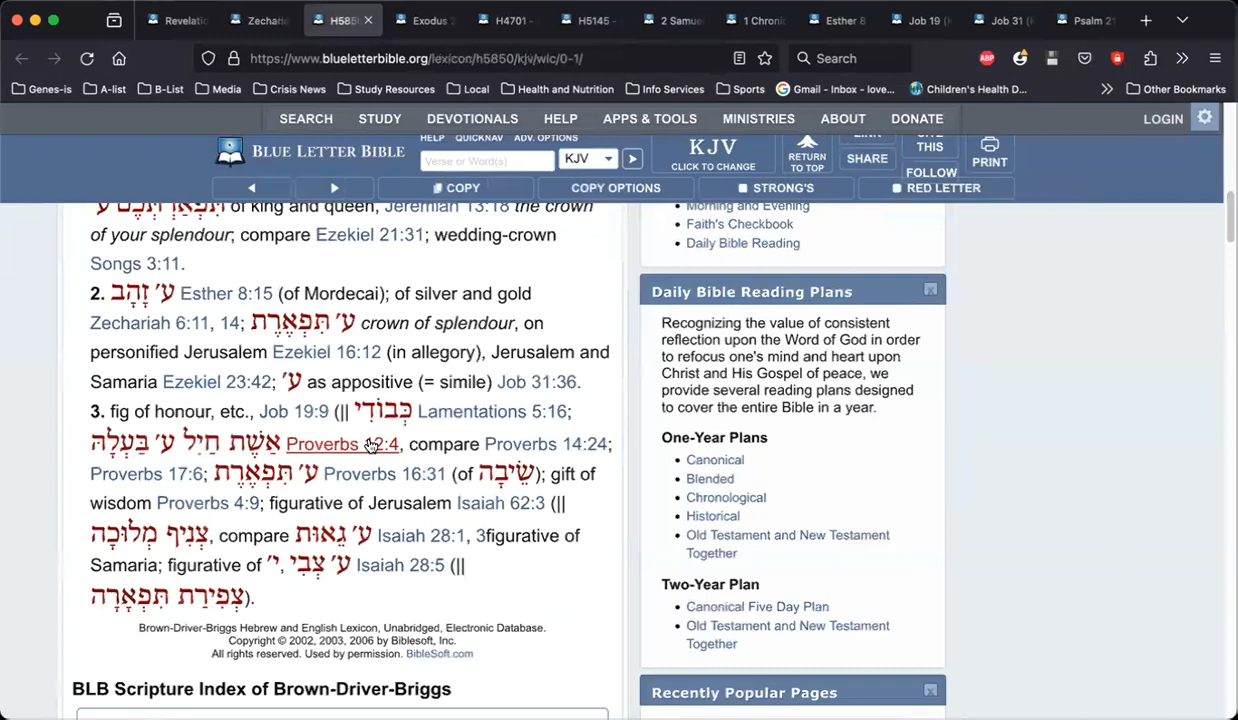 Revelati
Zechari
H585
Exodus 2
H4701 -
H5145 -
2 Samue
1 Chronic
Esther 8
Job 19 (K
Job 31 (K
Psalm 21
https://www.blueletterbible.org/lexicon/h5850/kjv/wlc/0-1/
Search
Genes-is
A-list
B-List
Media
Crisis News
Study Resources
Local
Health and Nutrition
Info Services
Sports
Gmail - Inbox - love...
Children's Health D...
Other Bookmarks
SEARCH STUDY DEVOTIONALS HELP APPS & TOOLS MINISTRIES ABOUT DONATE LOGIN
BLUE LETTER BIBLE
HELP QUICKNAV ADV. OPTIONS
Verse or Word(s)
KJV
KJV
CLICK TO CHANGE
RETURN
TO TOP
LINK
SHARE
CITE
THIS
FOLLOW
PRINT
COPY
COPY OPTIONS
STRONG'S
RED LETTER
תִּפְאַרְתְּכֶם ע׳ of king and queen, Jeremiah 13:18 the crown
of your splendour; compare Ezekiel 21:31; wedding-crown
Songs 3:11.
2. ע׳ זָהָב Esther 8:15 (of Mordecai); of silver and gold
Zechariah 6:11, 14; ע׳ תִּפְאֶרֶת crown of splendour, on
personified Jerusalem Ezekiel 16:12 (in allegory), Jerusalem and
Samaria Ezekiel 23:42; ע׳ as appositive (= simile) Job 31:36.
3. fig of honour, etc., Job 19:9 (|| כְּבוֹדִי Lamentations 5:16;
אֵשֶׁת חַיִל ע׳ בַּעְלָהּ Proverbs 12:4, compare Proverbs 14:24;
Proverbs 17:6; ע׳ תִּפְאֶרֶת Proverbs 16:31 (of שֵׂיבָה); gift of
wisdom Proverbs 4:9; figurative of Jerusalem Isaiah 62:3 (||
צְנִיף מְלוּכָה, compare ע׳ גֵּאוּת Isaiah 28:1, 3figurative of
Samaria; figurative of י׳, ע׳ צְבִי Isaiah 28:5 (||
צְפִירַת תִּפְאָרָה).
Brown-Driver-Briggs Hebrew and English Lexicon, Unabridged, Electronic Database.
Copyright © 2002, 2003, 2006 by Biblesoft, Inc.
All rights reserved. Used by permission. BibleSoft.com
BLB Scripture Index of Brown-Driver-Briggs
Morning and Evening
Faith's Checkbook
Daily Bible Reading
Daily Bible Reading Plans
Recognizing the value of consistent
reflection upon the Word of God in order
to refocus one's mind and heart upon
Christ and His Gospel of peace, we
provide several reading plans designed
to cover the entire Bible in a year.
One-Year Plans
Canonical
Blended
Chronological
Historical
Old Testament and New Testament
Together
Two-Year Plan
Canonical Five Day Plan
Old Testament and New Testament
Together
Recently Popular Pages